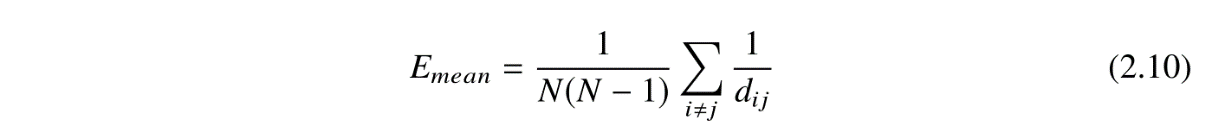 E_{mean} = \frac{1}{N(N - 1)} \sum_{i \neq j} \frac{1}{d_{ij}} (2.10)